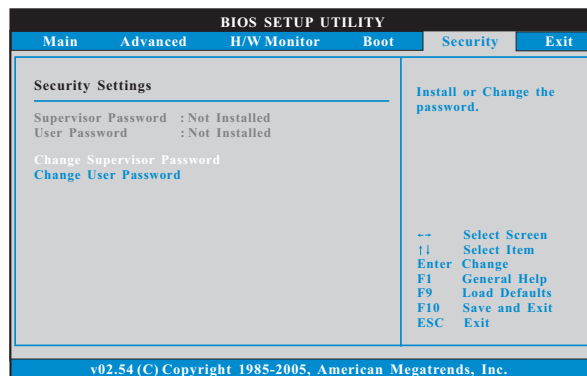 BIOS SETUP UTILITY
Main Advanced H/W Monitor Boot Security Exit
Security Settings
Supervisor Password : Not Installed
User Password : Not Installed
Change Supervisor Password
Change User Password
Install or Change the
password.
←→ Select Screen
↑↓ Select Item
Enter Change
F1 General Help
F9 Load Defaults
F10 Save and Exit
ESC Exit
v02.54 (C) Copyright 1985-2005, American Megatrends, Inc.